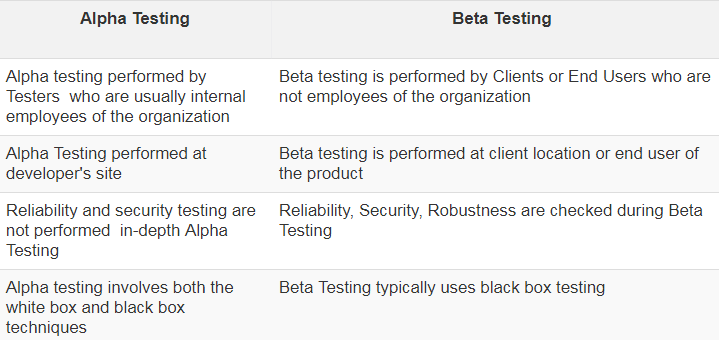 Alpha Testing
Beta Testing
Alpha testing performed by
Testers  who are usually internal
employees of the organization
Beta testing is performed by Clients or End Users who are
not employees of the organization
Alpha Testing performed at
developer's site
Beta testing is performed at client location or end user of
the product
Reliability and security testing are
not performed  in-depth Alpha
Testing
Reliability, Security, Robustness are checked during Beta
Testing
Alpha testing involves both the
white box and black box
techniques
Beta Testing typically uses black box testing